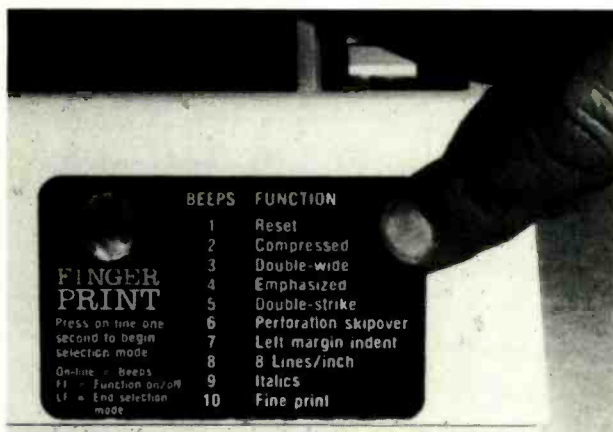 BEEPS FUNCTION
1 Reset
2 Compressed
3 Double-wide
4 Emphasized
5 Double-strike
6 Perforation skipover
7 Left margin indent
8 8 Lines/inch
9 Italics
10 Fine print
FINGER
PRINT
Press on line one
second to begin
selection mode
On-line = Beeps
FF = Function on/off
LF = End selection
mode